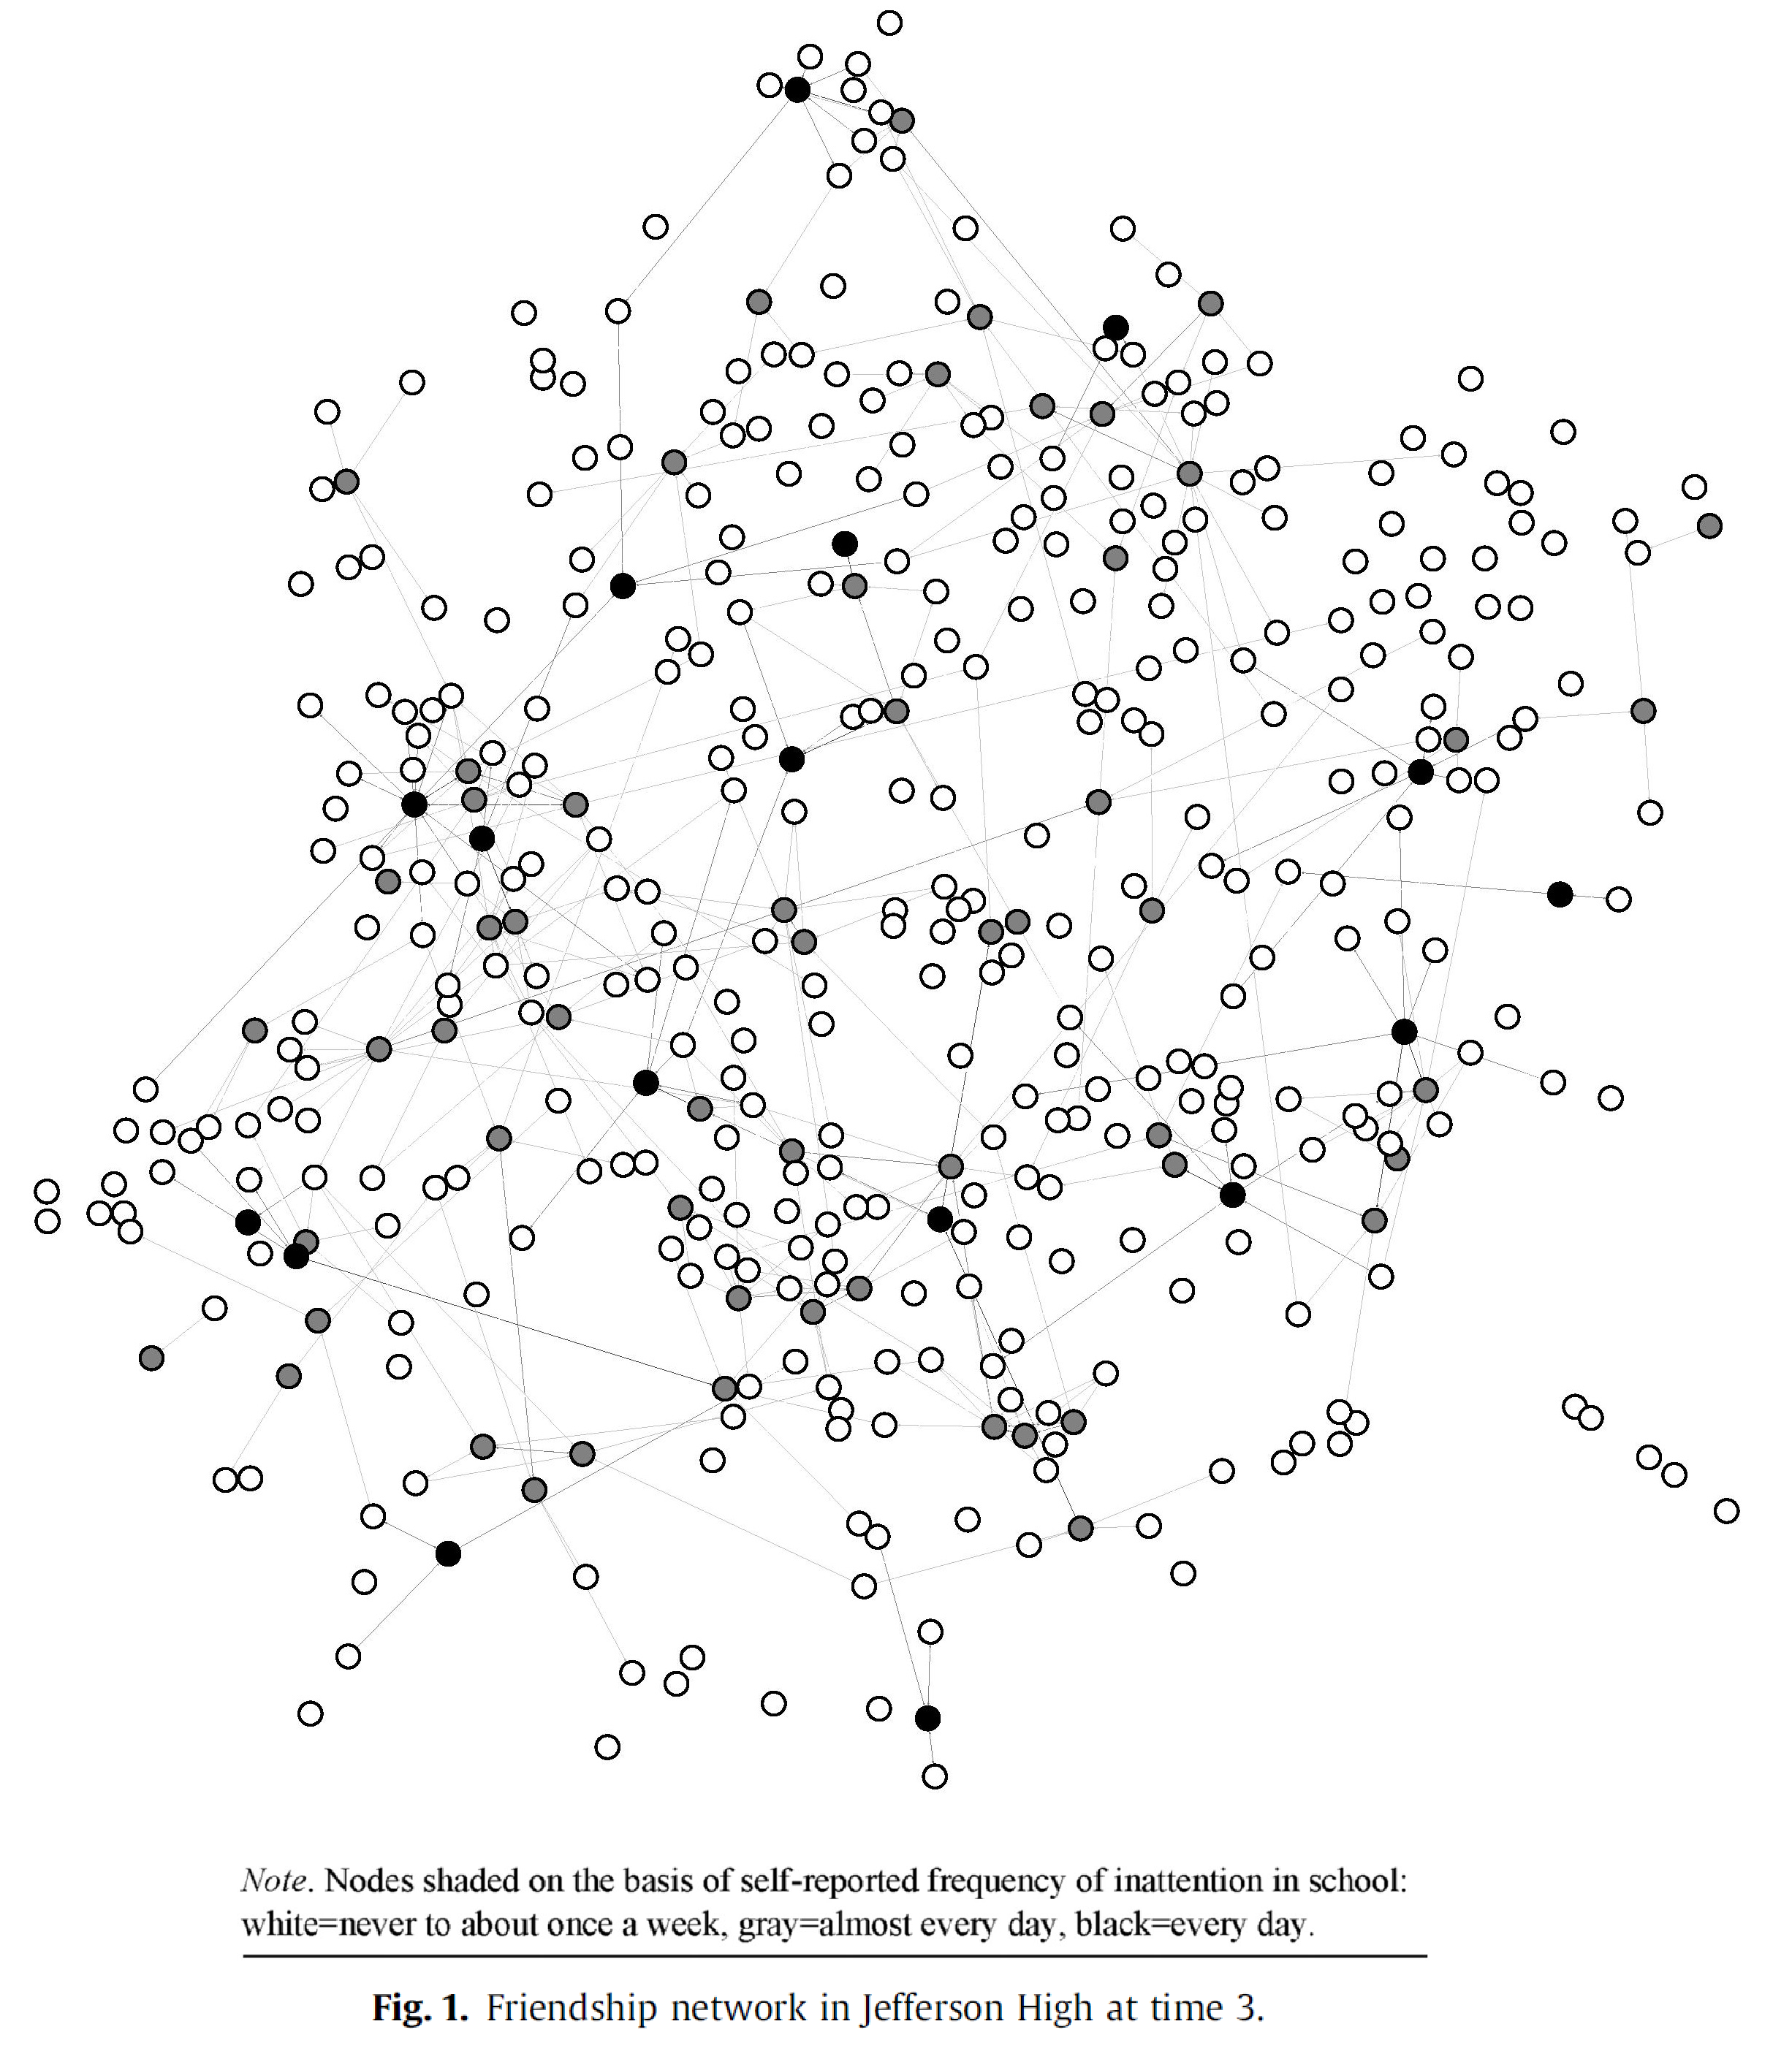 Note. Nodes shaded on the basis of self-reported frequency of inattention in school:
white=never to about once a week, gray=almost every day, black=every day.
Fig. 1. Friendship network in Jefferson High at time 3.